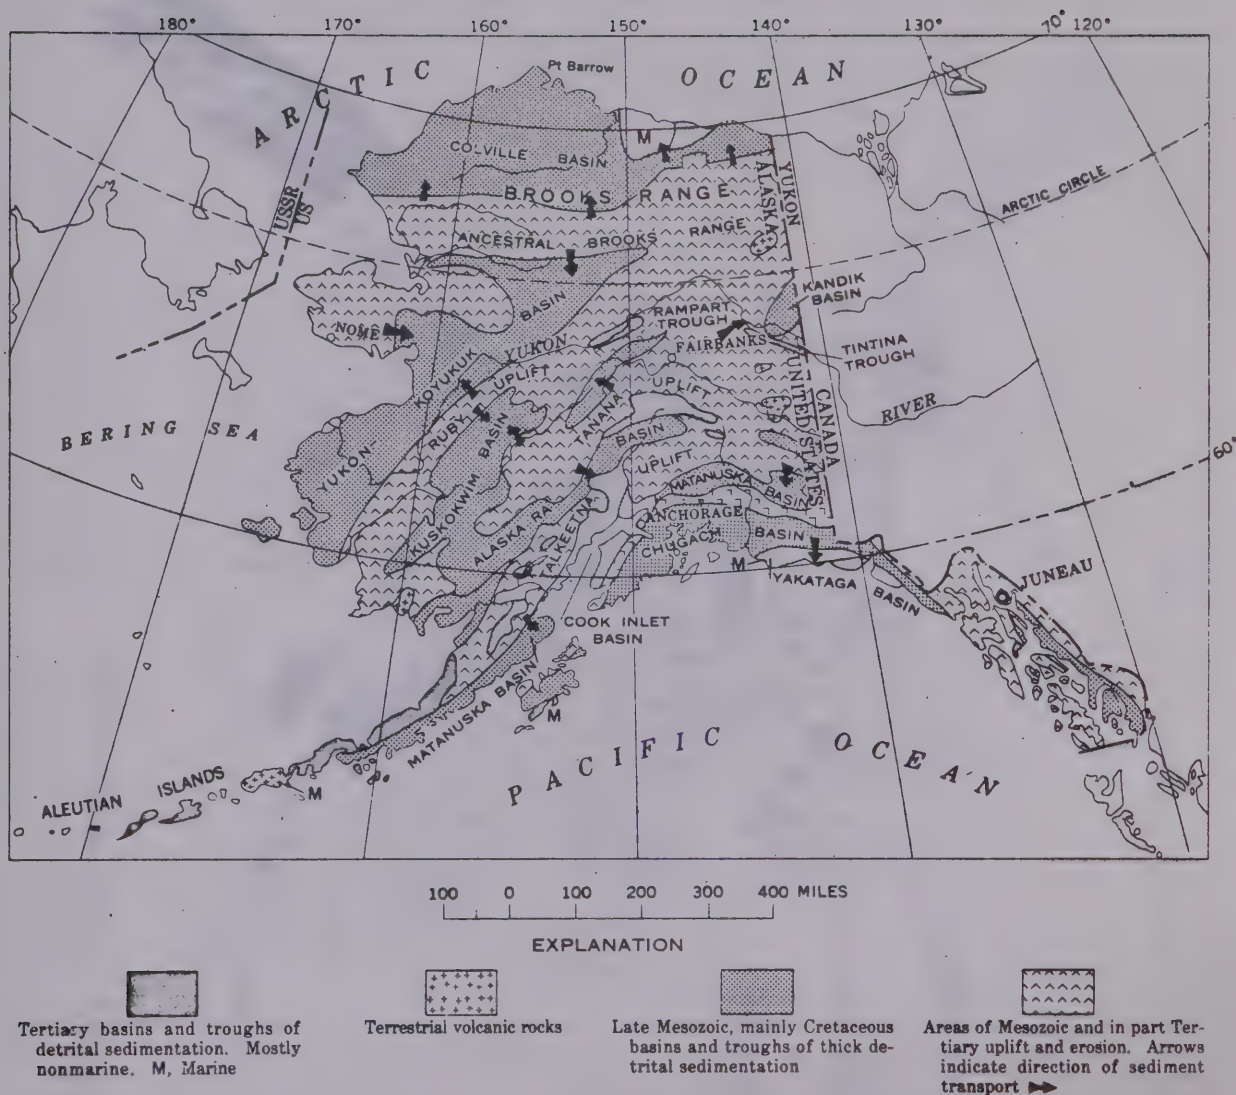 180° 170° 160° 150° 140° 130° 70° 120°
ARCTIC OCEAN
Pt Barrow
M
COLVILLE BASIN
BROOKS RANGE
ANCESTRAL BROOKS RANGE
YUKON
ALASKA
ARCTIC CIRCLE
USSR
US
KANDIK
BASIN
BASIN
RAMPART
TROUGH
NOME
YUKON
FAIRBANKS
TINTINA
TROUGH
KOYUKUK
UPLIFT
UPLIFT
RUBY
TANANA
BASIN
UNITED STATES
CANADA
RIVER
BERING SEA
YUKON
KUSKOKWIM BASIN
UPLIFT
MATANUSKA BASIN
60°
ALASKA RA
TALKEETNA
ANCHORAGE
CHUGACH BASIN
M
YAKATAGA BASIN
JUNEAU
COOK INLET
BASIN
MATANUSKA BASIN
M
PACIFIC OCEAN
ALEUTIAN ISLANDS
M
100 0 100 200 300 400 MILES
EXPLANATION
Tertiary basins and troughs of
detrital sedimentation. Mostly
nonmarine. M, Marine
Terrestrial volcanic rocks
Late Mesozoic, mainly Cretaceous
basins and troughs of thick de-
trital sedimentation
Areas of Mesozoic and in part Ter-
tiary uplift and erosion. Arrows
indicate direction of sediment
transport